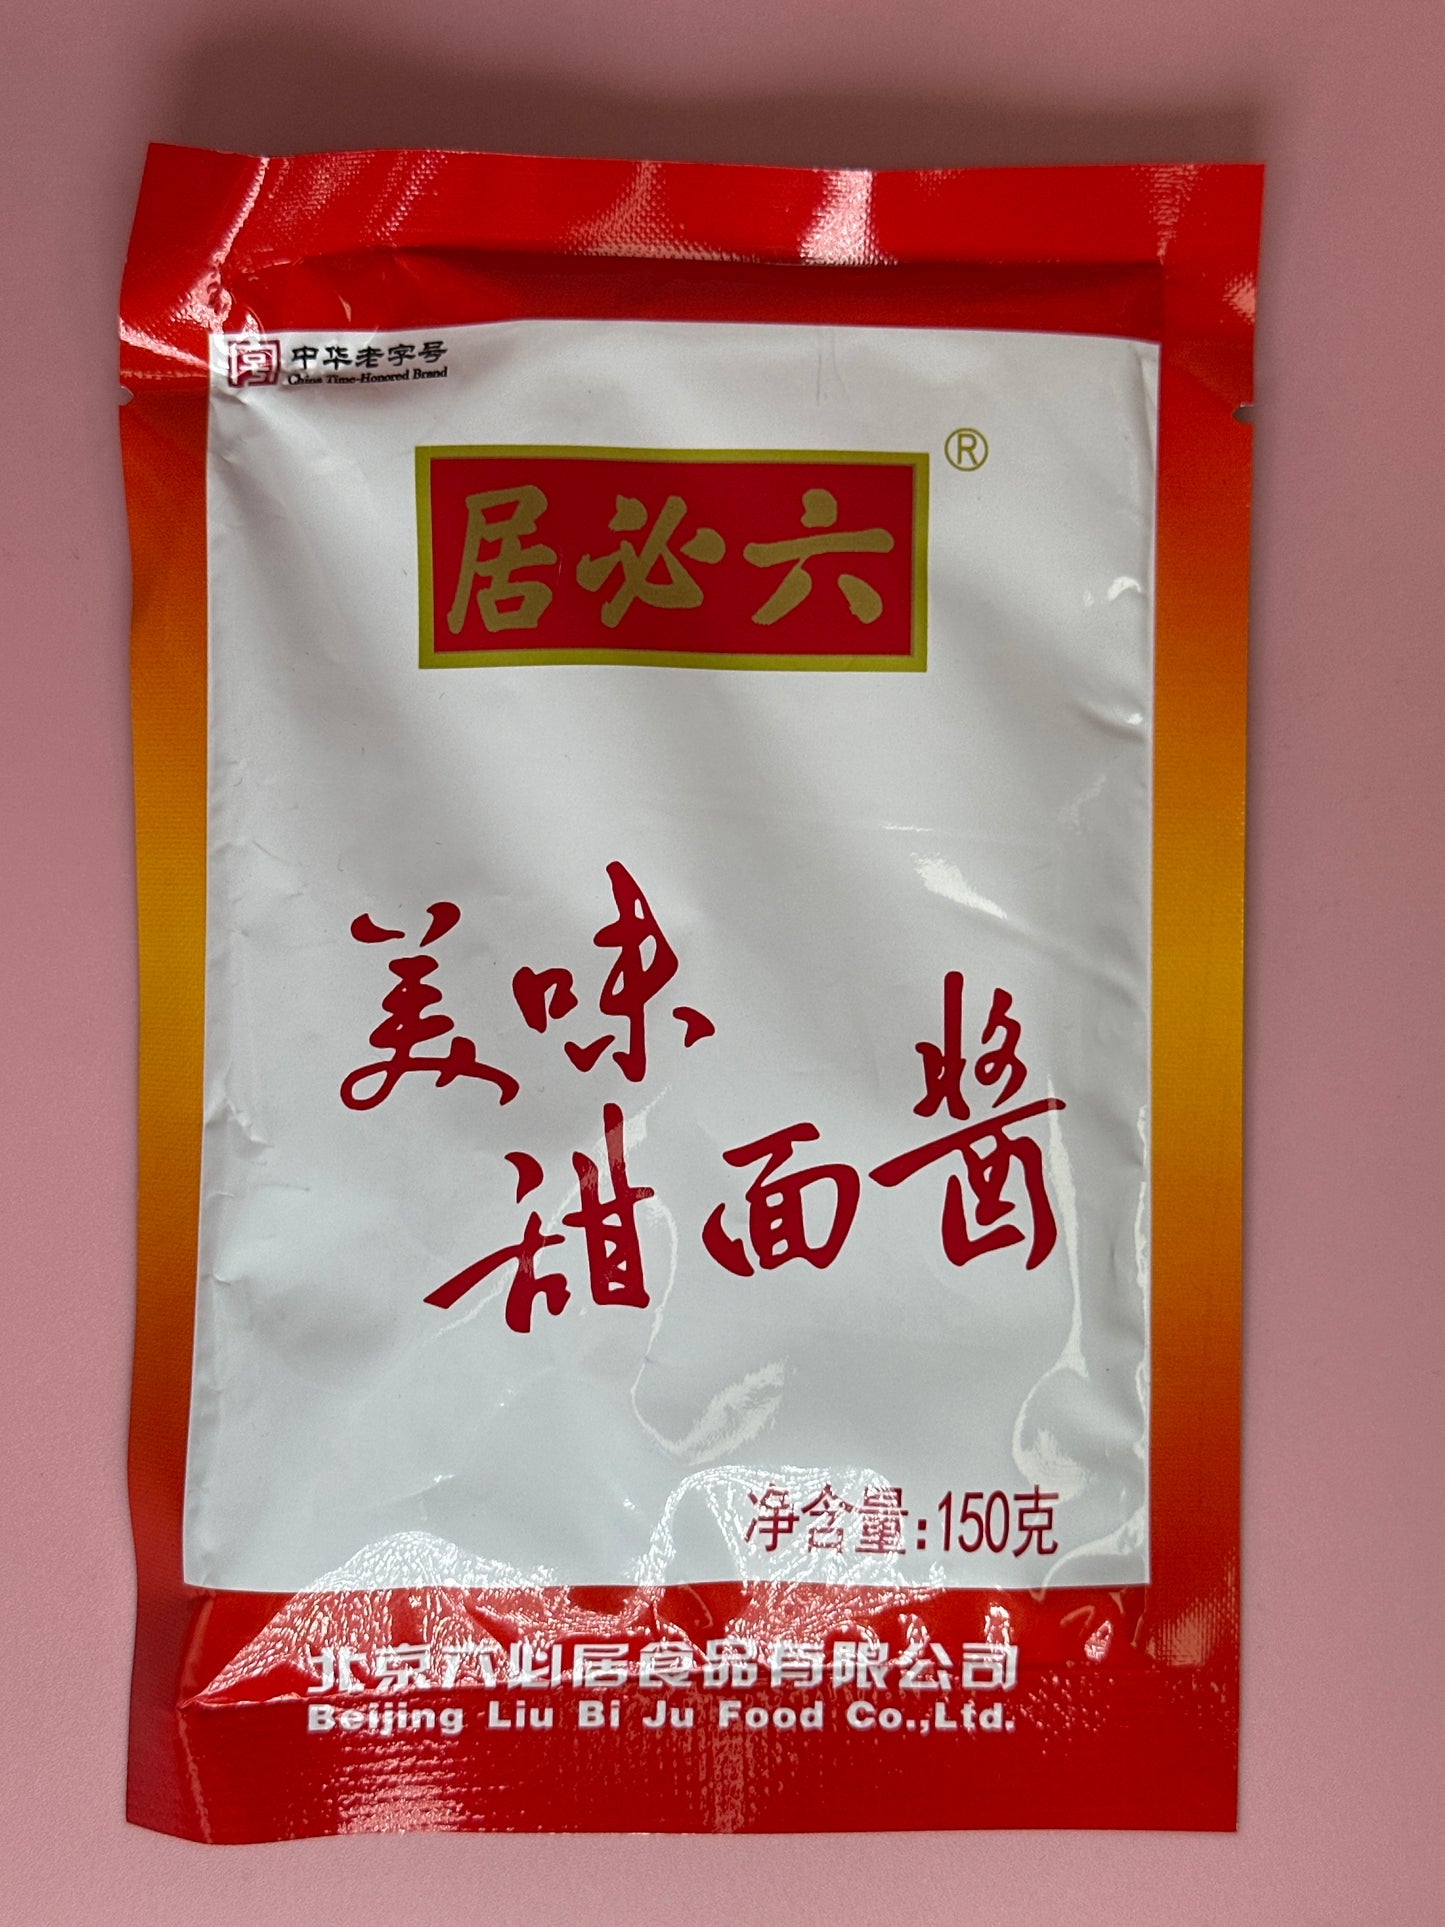 中华老字号
China Time-Honored Brand
居必六
®
美味
甜面醬
净含量:150克
北京六必居食品有限公司
Beijing Liu Bi Ju Food Co.,Ltd.